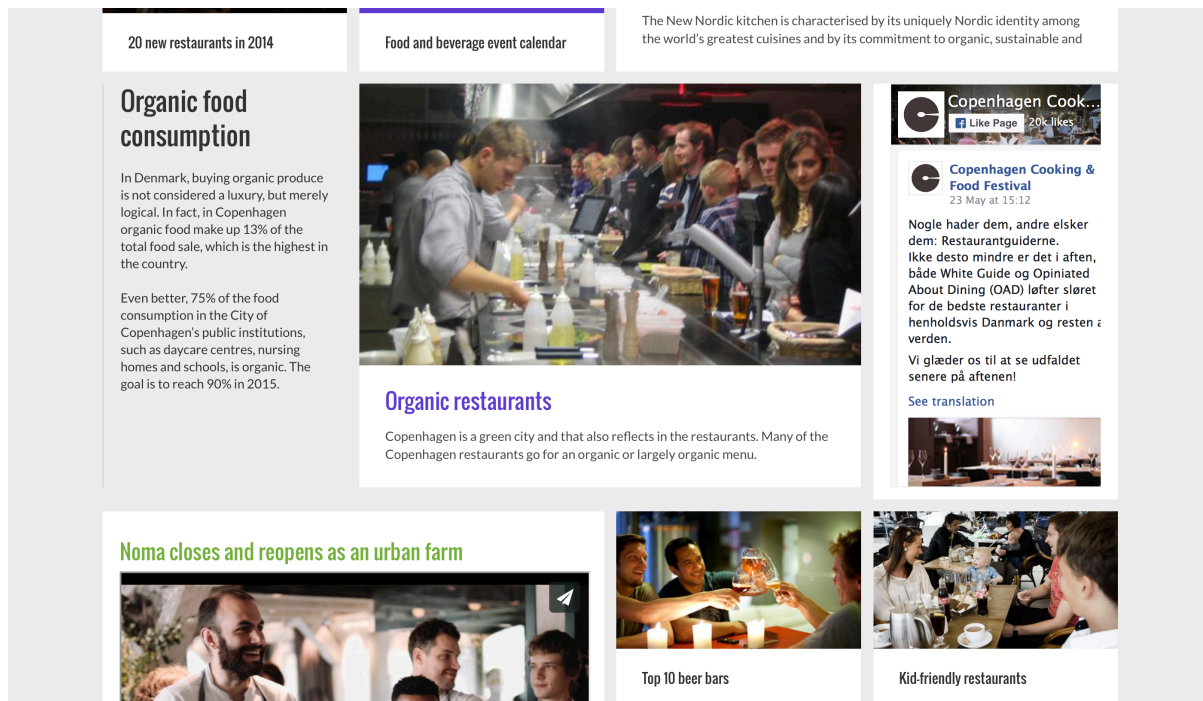 20 new restaurants in 2014
Food and beverage event calendar
The New Nordic kitchen is characterised by its uniquely Nordic identity among
the world's greatest cuisines and by its commitment to organic, sustainable and
Organic food
consumption
In Denmark, buying organic produce
is not considered a luxury, but merely
logical. In fact, in Copenhagen
organic food make up 13% of the
total food sale, which is the highest in
the country.
Even better, 75% of the food
consumption in the City of
Copenhagen's public institutions,
such as daycare centres, nursing
homes and schools, is organic. The
goal is to reach 90% in 2015.
Organic restaurants
Copenhagen is a green city and that also reflects in the restaurants. Many of the
Copenhagen restaurants go for an organic or largely organic menu.
Copenhagen Cook...
Like Page 20k likes
Copenhagen Cooking &
Food Festival
23 May at 15:12
Nogle hader dem, andre elsker
dem: Restaurantguiderne.
Ikke desto mindre er det i aften,
både White Guide og Opiniated
About Dining (OAD) løfter sløret
for de bedste restauranter i
henholdsvis Danmark og resten a
verden.
Vi glæder os til at se udfaldet
senere på aftenen!
See translation
Noma closes and reopens as an urban farm
Top 10 beer bars
Kid-friendly restaurants